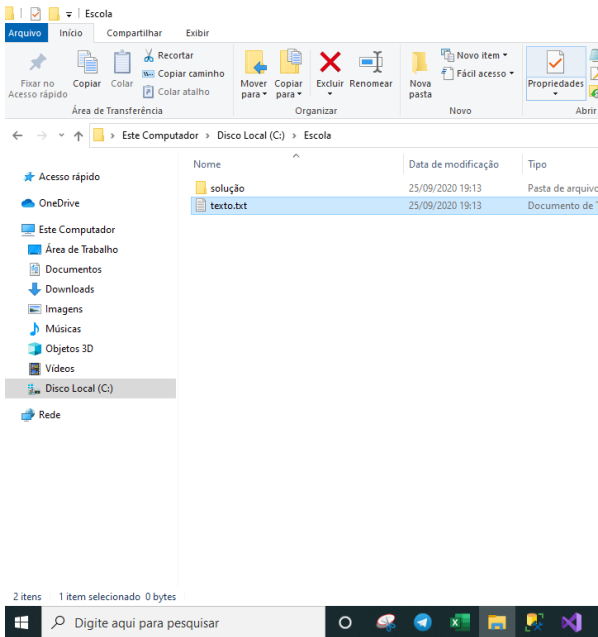 Escola
Arquivo Início Compartilhar Exibir
Fixar no Acesso rápido
Copiar
Colar
Recortar
Copiar caminho
Colar atalho
Mover para
Copiar para
Excluir
Renomear
Nova pasta
Novo item
Fácil acesso
Propriedades
Área de Transferência Organizar Novo Abrir
Este Computador › Disco Local (C:) › Escola
Nome Data de modificação Tipo
solução 25/09/2020 19:13 Pasta de arquivo
texto.txt 25/09/2020 19:13 Documento de T
Acesso rápido
OneDrive
Este Computador
Área de Trabalho
Documentos
Downloads
Imagens
Músicas
Objetos 3D
Vídeos
Disco Local (C:)
Rede
2 itens 1 item selecionado 0 bytes
Digite aqui para pesquisar